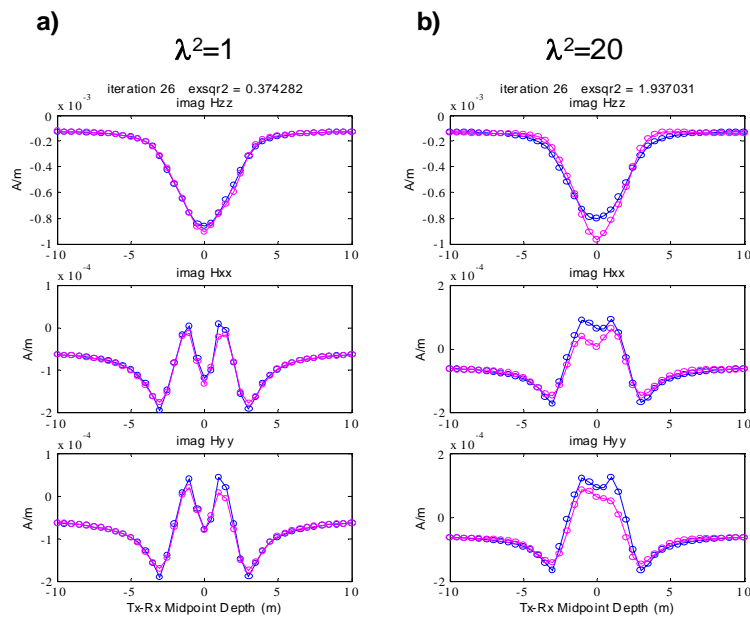 a)
λ²=1
iteration 26 exsqr2 = 0.374282
x 10⁻³
imag Hzz
0
-0.2
-0.4
-0.6
-0.8
-1
A/m
-10 -5 0 5 10
x 10⁻⁴
imag Hxx
1
0
-1
-2
A/m
-10 -5 0 5 10
x 10⁻⁴
imag Hyy
1
0
-1
-2
A/m
-10 -5 0 5 10
Tx-Rx Midpoint Depth (m)
b)
λ²=20
iteration 26 exsqr2 = 1.937031
x 10⁻³
imag Hzz
0
-0.2
-0.4
-0.6
-0.8
-1
A/m
-10 -5 0 5 10
x 10⁻⁴
imag Hxx
2
0
-2
A/m
-10 -5 0 5 10
x 10⁻⁴
imag Hyy
2
0
-2
A/m
-10 -5 0 5 10
Tx-Rx Midpoint Depth (m)